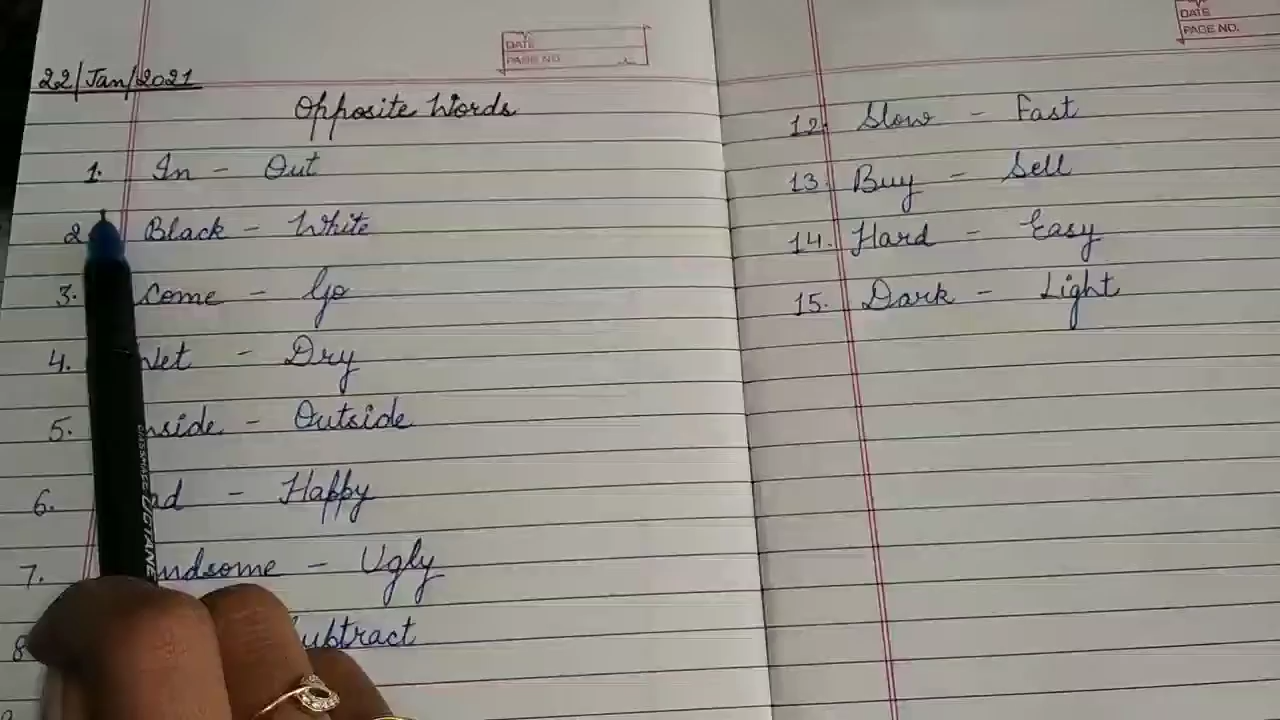 DATE
PAGE NO.
22/Jan/2021
Opposite Words
1. In - Out
2 Black - White
3. Come - Go
4. Wet - Dry
5. nside - Outside
6. - Happy
7. ndsome - Ugly
8 ubtract
DATE
PAGE NO.
12. Slow - Fast
13. Buy - Sell
14. Hard - Easy
15. Dark - Light